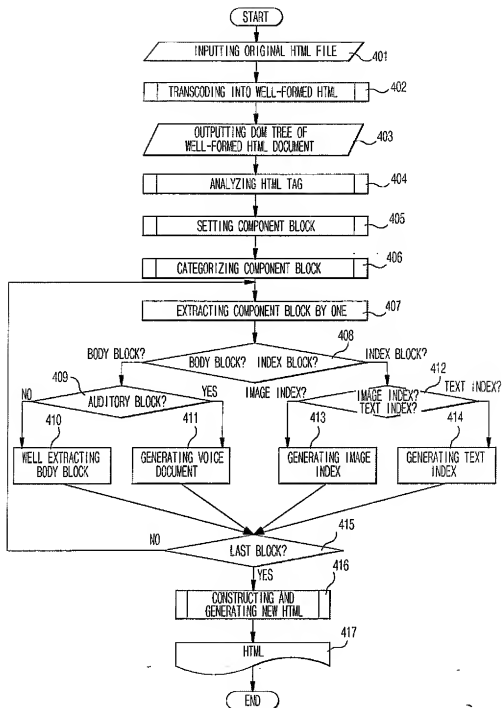 START
INPUTTING ORIGINAL HTML FILE
401
TRANSCODING INTO WELL-FORMED HTML
402
OUTPUTTING DOM TREE OF
WELL-FORMED HTML DOCUMENT
403
ANALYZING HTML TAG
404
SETTING COMPONENT BLOCK
405
CATEGORIZING COMPONENT BLOCK
406
EXTRACTING COMPONENT BLOCK BY ONE
407
408
BODY BLOCK?
BODY BLOCK? INDEX BLOCK?
INDEX BLOCK?
409
NO
AUDITORY BLOCK?
YES
IMAGE INDEX?
IMAGE INDEX?
TEXT INDEX?
412
TEXT INDEX?
410
WELL EXTRACTING
BODY BLOCK
411
GENERATING VOICE
DOCUMENT
413
GENERATING IMAGE
INDEX
414
GENERATING TEXT
INDEX
NO
LAST BLOCK?
415
YES
416
CONSTRUCTING AND
GENERATING NEW HTML
417
HTML
END